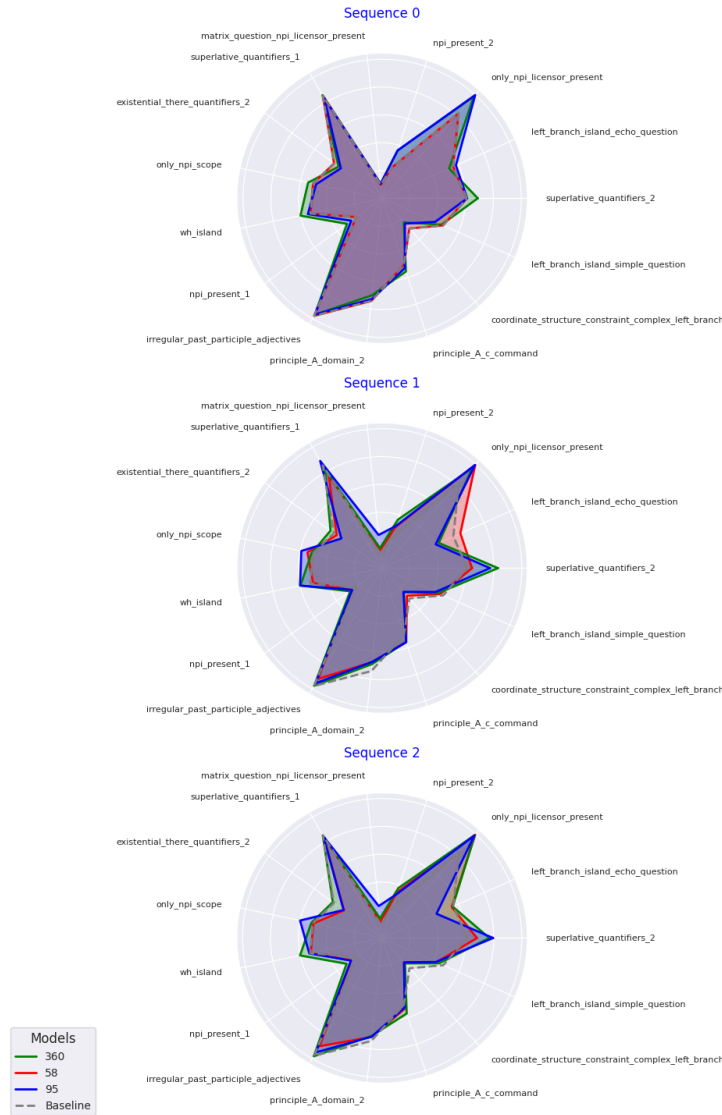 Sequence 0
matrix_question_npi_licensor_present
npi_present_2
superlative_quantifiers_1
only_npi_licensor_present
existential_there_quantifiers_2
left_branch_island_echo_question
only_npi_scope
superlative_quantifiers_2
wh_island
left_branch_island_simple_question
npi_present_1
coordinate_structure_constraint_complex_left_branch
irregular_past_participle_adjectives
principle_A_domain_2
principle_A_c_command
Sequence 1
matrix_question_npi_licensor_present
npi_present_2
superlative_quantifiers_1
only_npi_licensor_present
existential_there_quantifiers_2
left_branch_island_echo_question
only_npi_scope
superlative_quantifiers_2
wh_island
left_branch_island_simple_question
npi_present_1
coordinate_structure_constraint_complex_left_branch
irregular_past_participle_adjectives
principle_A_domain_2
principle_A_c_command
Sequence 2
matrix_question_npi_licensor_present
npi_present_2
superlative_quantifiers_1
only_npi_licensor_present
existential_there_quantifiers_2
left_branch_island_echo_question
only_npi_scope
superlative_quantifiers_2
wh_island
left_branch_island_simple_question
npi_present_1
coordinate_structure_constraint_complex_left_branch
irregular_past_participle_adjectives
principle_A_domain_2
principle_A_c_command
Models
360
58
95
Baseline